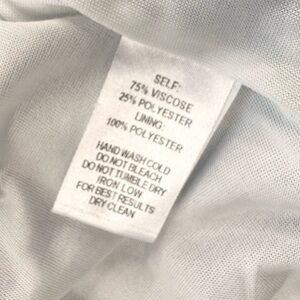 SELF:
75% VISCOSE
25% POLYESTER
LINING:
100% POLYESTER
HAND WASH COLD
DO NOT BLEACH
DO NOT TUMBLE DRY
IRON LOW
FOR BEST RESULTS
DRY CLEAN